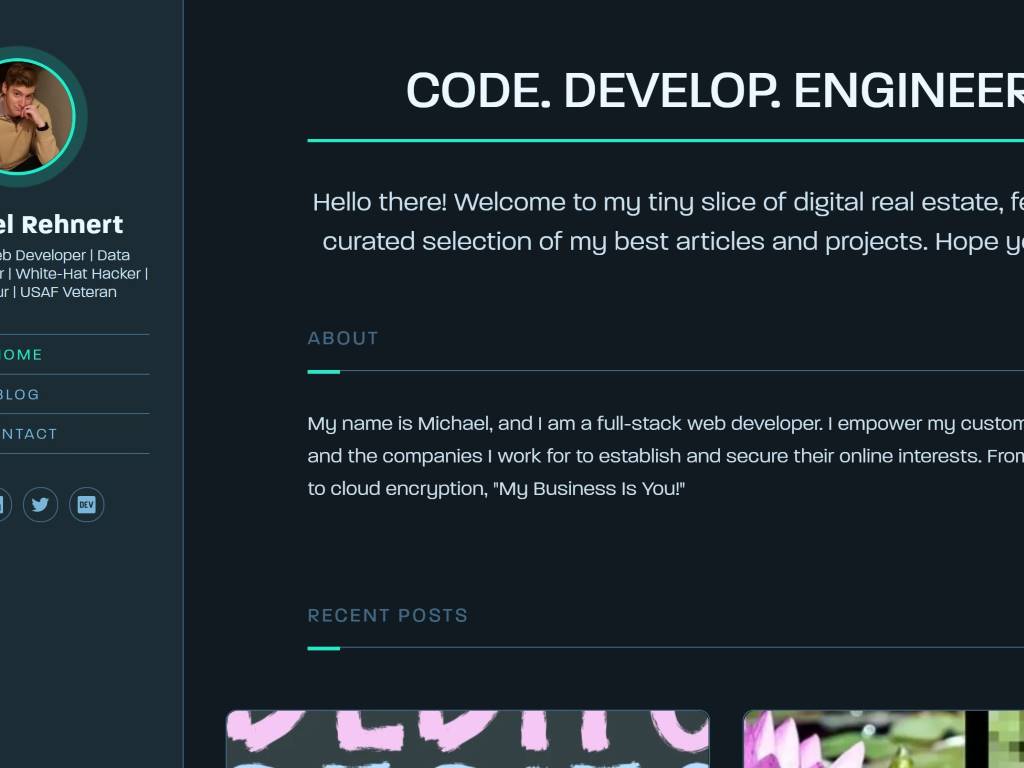 el Rehnert
eb Developer | Data
r | White-Hat Hacker |
ur | USAF Veteran
HOME
BLOG
NTACT
DEV
CODE. DEVELOP. ENGINEER
Hello there! Welcome to my tiny slice of digital real estate, fe
curated selection of my best articles and projects. Hope yo
ABOUT
My name is Michael, and I am a full-stack web developer. I empower my custom
and the companies I work for to establish and secure their online interests. From
to cloud encryption, "My Business Is You!"
RECENT POSTS